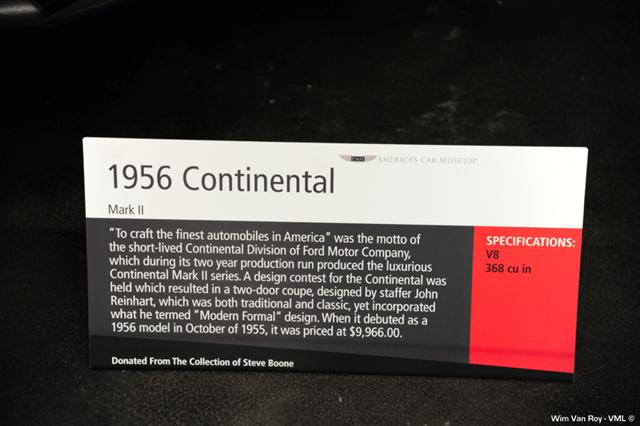 AMERICA'S CAR MUSEUM
1956 Continental
Mark II
"To craft the finest automobiles in America" was the motto of
the short-lived Continental Division of Ford Motor Company,
which during its two year production run produced the luxurious
Continental Mark II series. A design contest for the Continental was
held which resulted in a two-door coupe, designed by staffer John
Reinhart, which was both traditional and classic, yet incorporated
what he termed "Modern Formal" design. When it debuted as a
1956 model in October of 1955, it was priced at $9,966.00.
Donated From The Collection of Steve Boone
SPECIFICATIONS:
V8
368 cu in
Wim Van Roy - VML ©